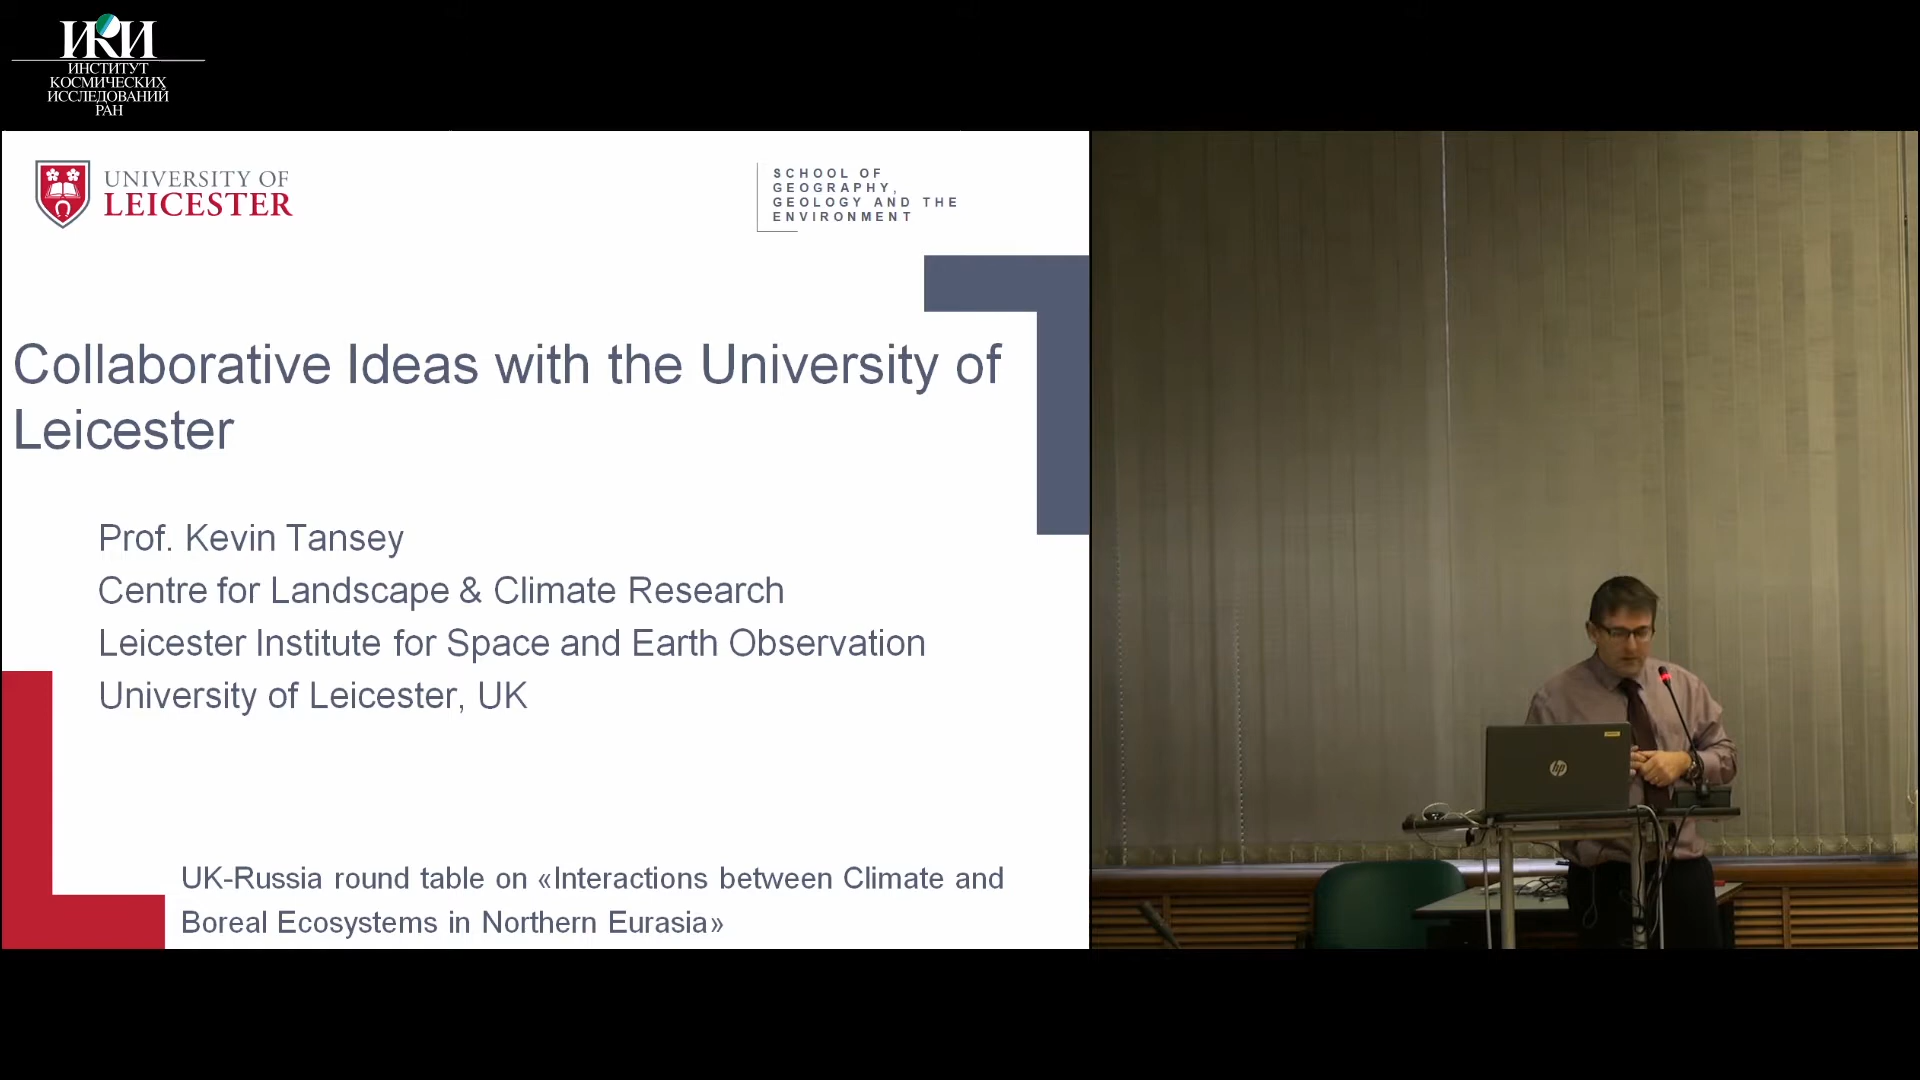 ИКИ
ИНСТИТУТ
КОСМИЧЕСКИХ
ИССЛЕДОВАНИЙ
РАН
UNIVERSITY OF
LEICESTER
SCHOOL OF
GEOGRAPHY,
GEOLOGY AND THE
ENVIRONMENT
Collaborative Ideas with the University of
Leicester
Prof. Kevin Tansey
Centre for Landscape & Climate Research
Leicester Institute for Space and Earth Observation
University of Leicester, UK
UK-Russia round table on «Interactions between Climate and
Boreal Ecosystems in Northern Eurasia»
hp